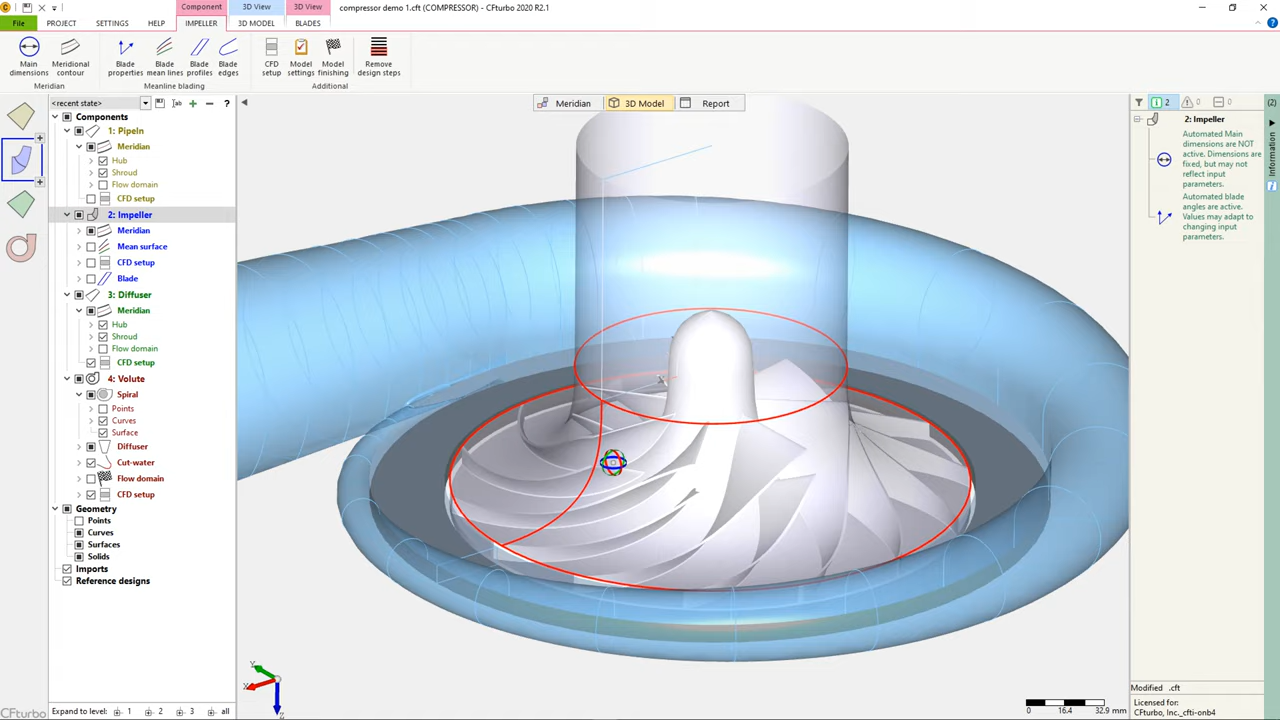 Component
3D View
3D View
compressor demo 1.cft (COMPRESSOR) - CFturbo 2020 R2.1
File
PROJECT
SETTINGS
HELP
IMPELLER
3D MODEL
BLADES
Main dimensions
Meridional contour
Blade properties
Blade mean lines
Blade profiles
Blade edges
CFD setup
Model settings
Model finishing
Remove design steps
Meridian
Meanline blading
Additional
<recent state>
Meridian
3D Model
Report
Components
1: PipeIn
Meridian
Hub
Shroud
Flow domain
CFD setup
2: Impeller
Meridian
Mean surface
CFD setup
Blade
3: Diffuser
Meridian
Hub
Shroud
Flow domain
CFD setup
4: Volute
Spiral
Points
Curves
Surface
Diffuser
Cut-water
Flow domain
CFD setup
Geometry
Points
Curves
Surfaces
Solids
Imports
Reference designs
Expand to level: 1 2 3 all
CFturbo
Y
X
Z
0 16.4 32.9 mm
2 0 0
2: Impeller
Automated Main
dimensions are NOT
active. Dimensions are
fixed, but may not
reflect input
parameters.
Automated blade
angles are active.
Values may adapt to
changing input
parameters.
(2)
Information
Modified .cft
Licensed for:
CFturbo, Inc._cfti-onb4